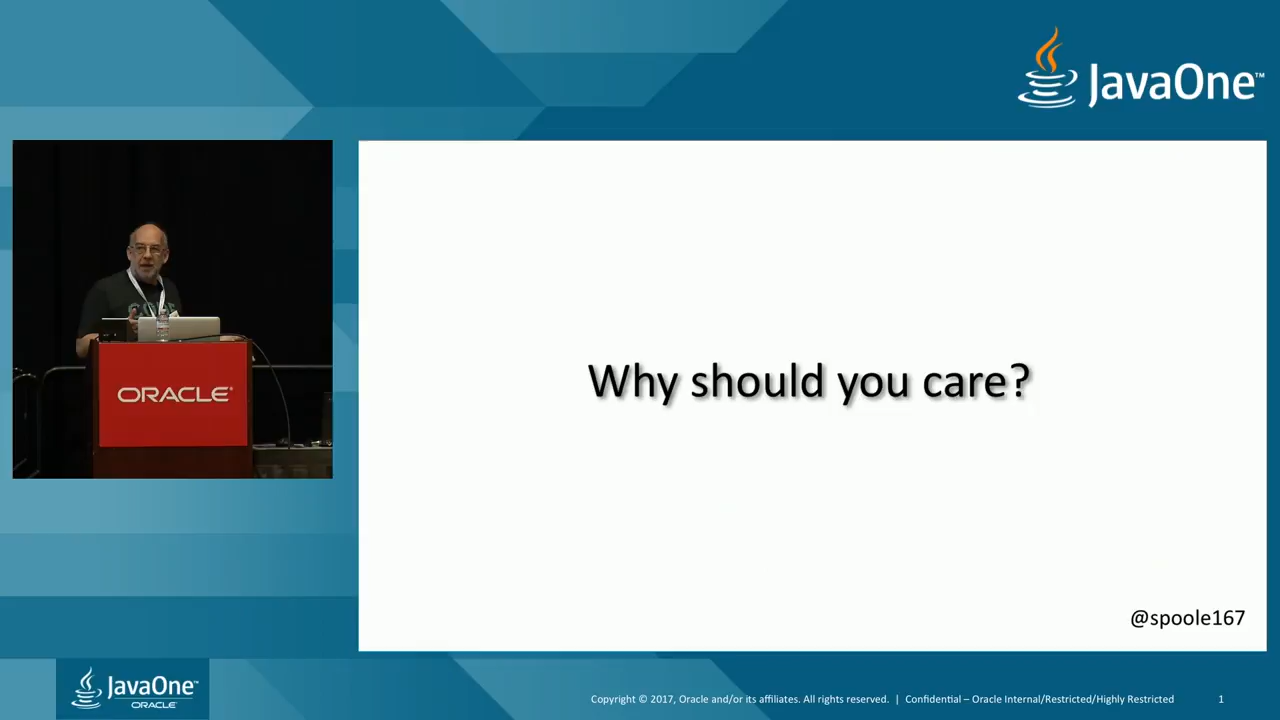 JavaOne™
ORACLE®
Why should you care?
@spoole167
JavaOne™
ORACLE®
Copyright © 2017, Oracle and/or its affiliates. All rights reserved. | Confidential – Oracle Internal/Restricted/Highly Restricted 1